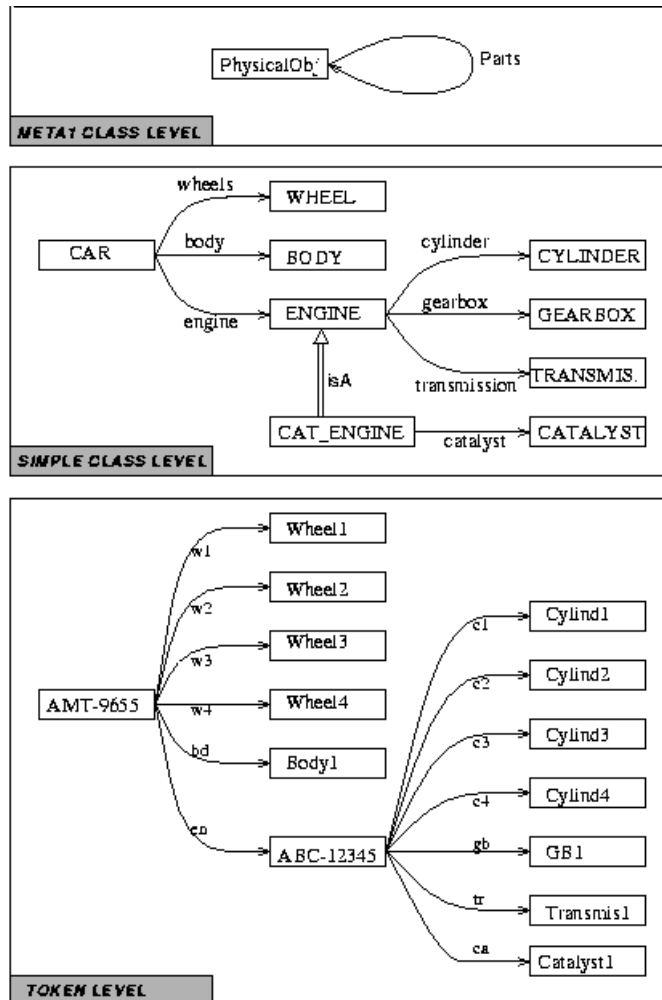 PhysicalObj
Parts
META1 CLASS LEVEL
wheels
WHEEL
CAR
body
BODY
cylinder
CYLINDER
engine
ENGINE
gearbox
GEARBOX
isA
transmission
TRANSMIS.
CAT_ENGINE
catalyst
CATALYST
SIMPLE CLASS LEVEL
w1
Wheel1
w2
Wheel2
w3
Wheel3
c1
Cylind1
c2
Cylind2
AMT-9655
w4
Wheel4
c3
Cylind3
bd
Body1
c4
Cylind4
en
ABC-12345
gb
GB1
tr
Transmis1
ca
Catalyst1
TOKEN LEVEL